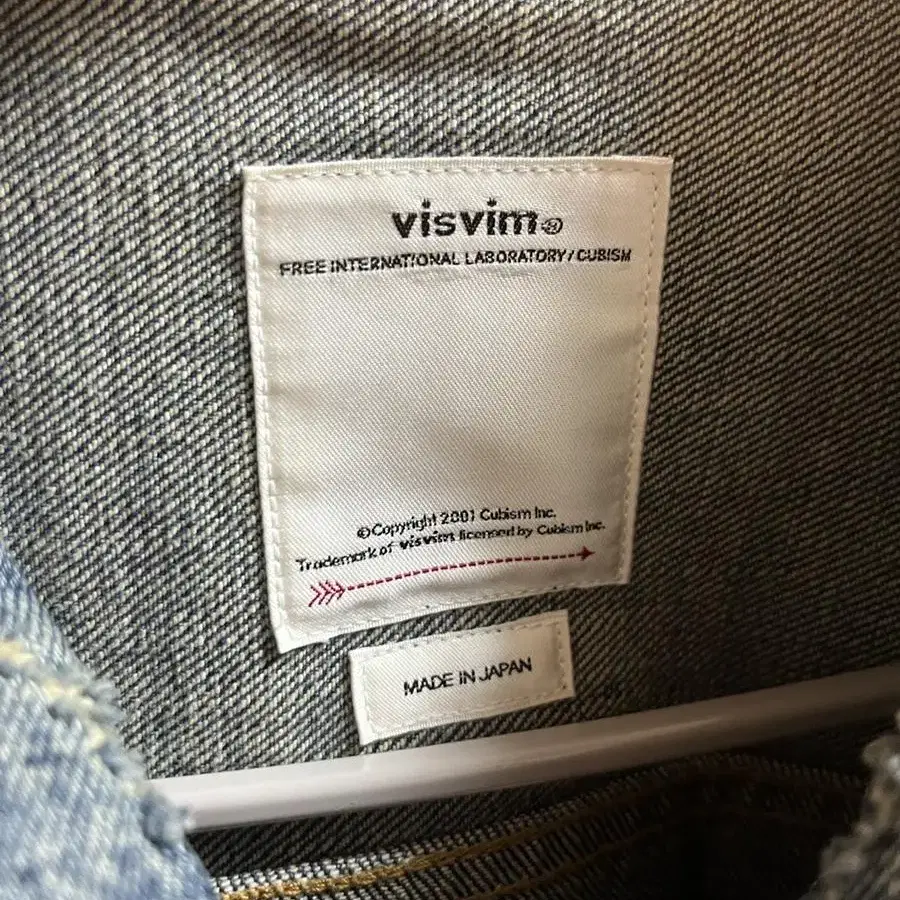 visvim®
FREE INTERNATIONAL LABORATORY/CUBISM
©Copyright 2001 Cubism Inc.
Trademark of visvim licensed by Cubism Inc.
MADE IN JAPAN